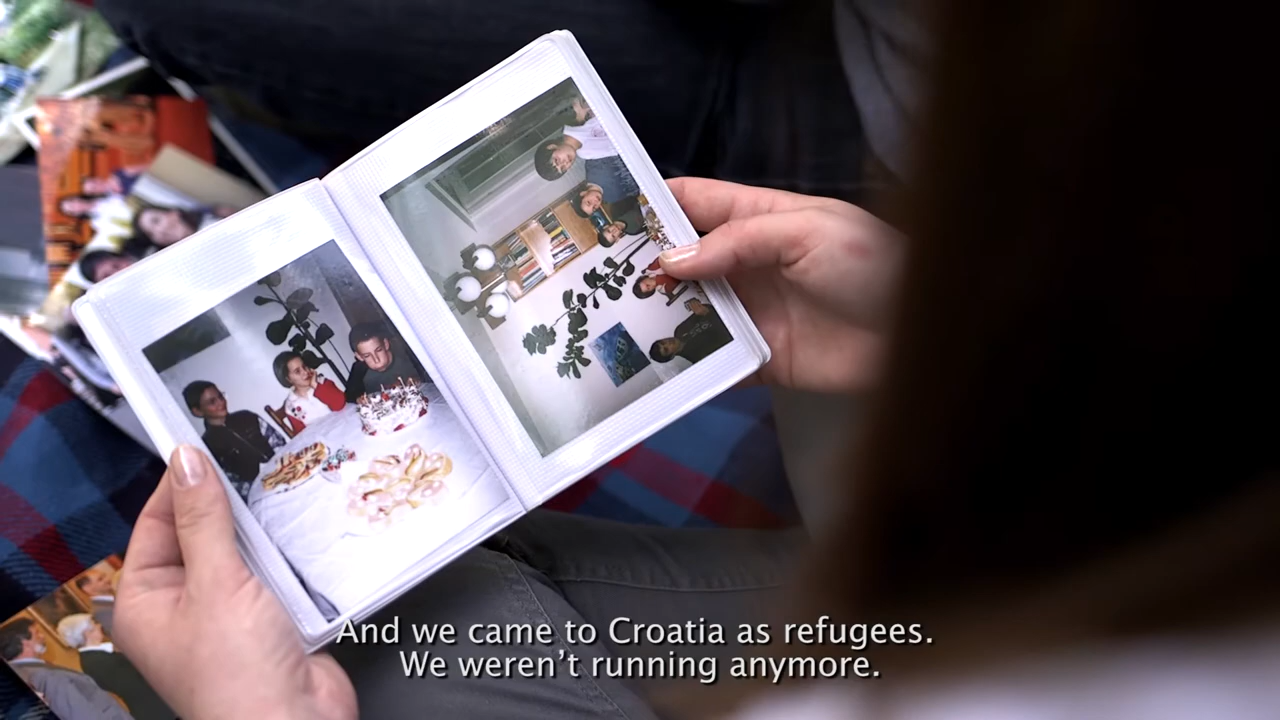 And we came to Croatia as refugees.
We weren't running anymore.